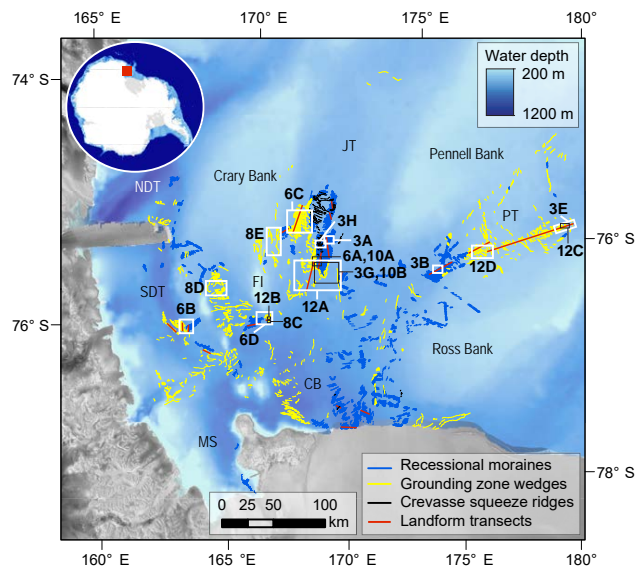 160° E
170° E
180° E
74° S
Water depth
200 m
1200 m
JT
Pennell Bank
Crary Bank
NDT
6C
PT
3H
3E
8E
3A
76° S
6A,10A
3B
12D
12C
FI
3G,10B
8D
SDT
12B
12A
6B
8C
76° S
6D
Ross Bank
CB
MS
Recessional moraines
Grounding zone wedges
Crevasse squeeze ridges
Landform transects
0 25 50 100
km
78° S
160° E
165° E
170° E
175° E
180° E